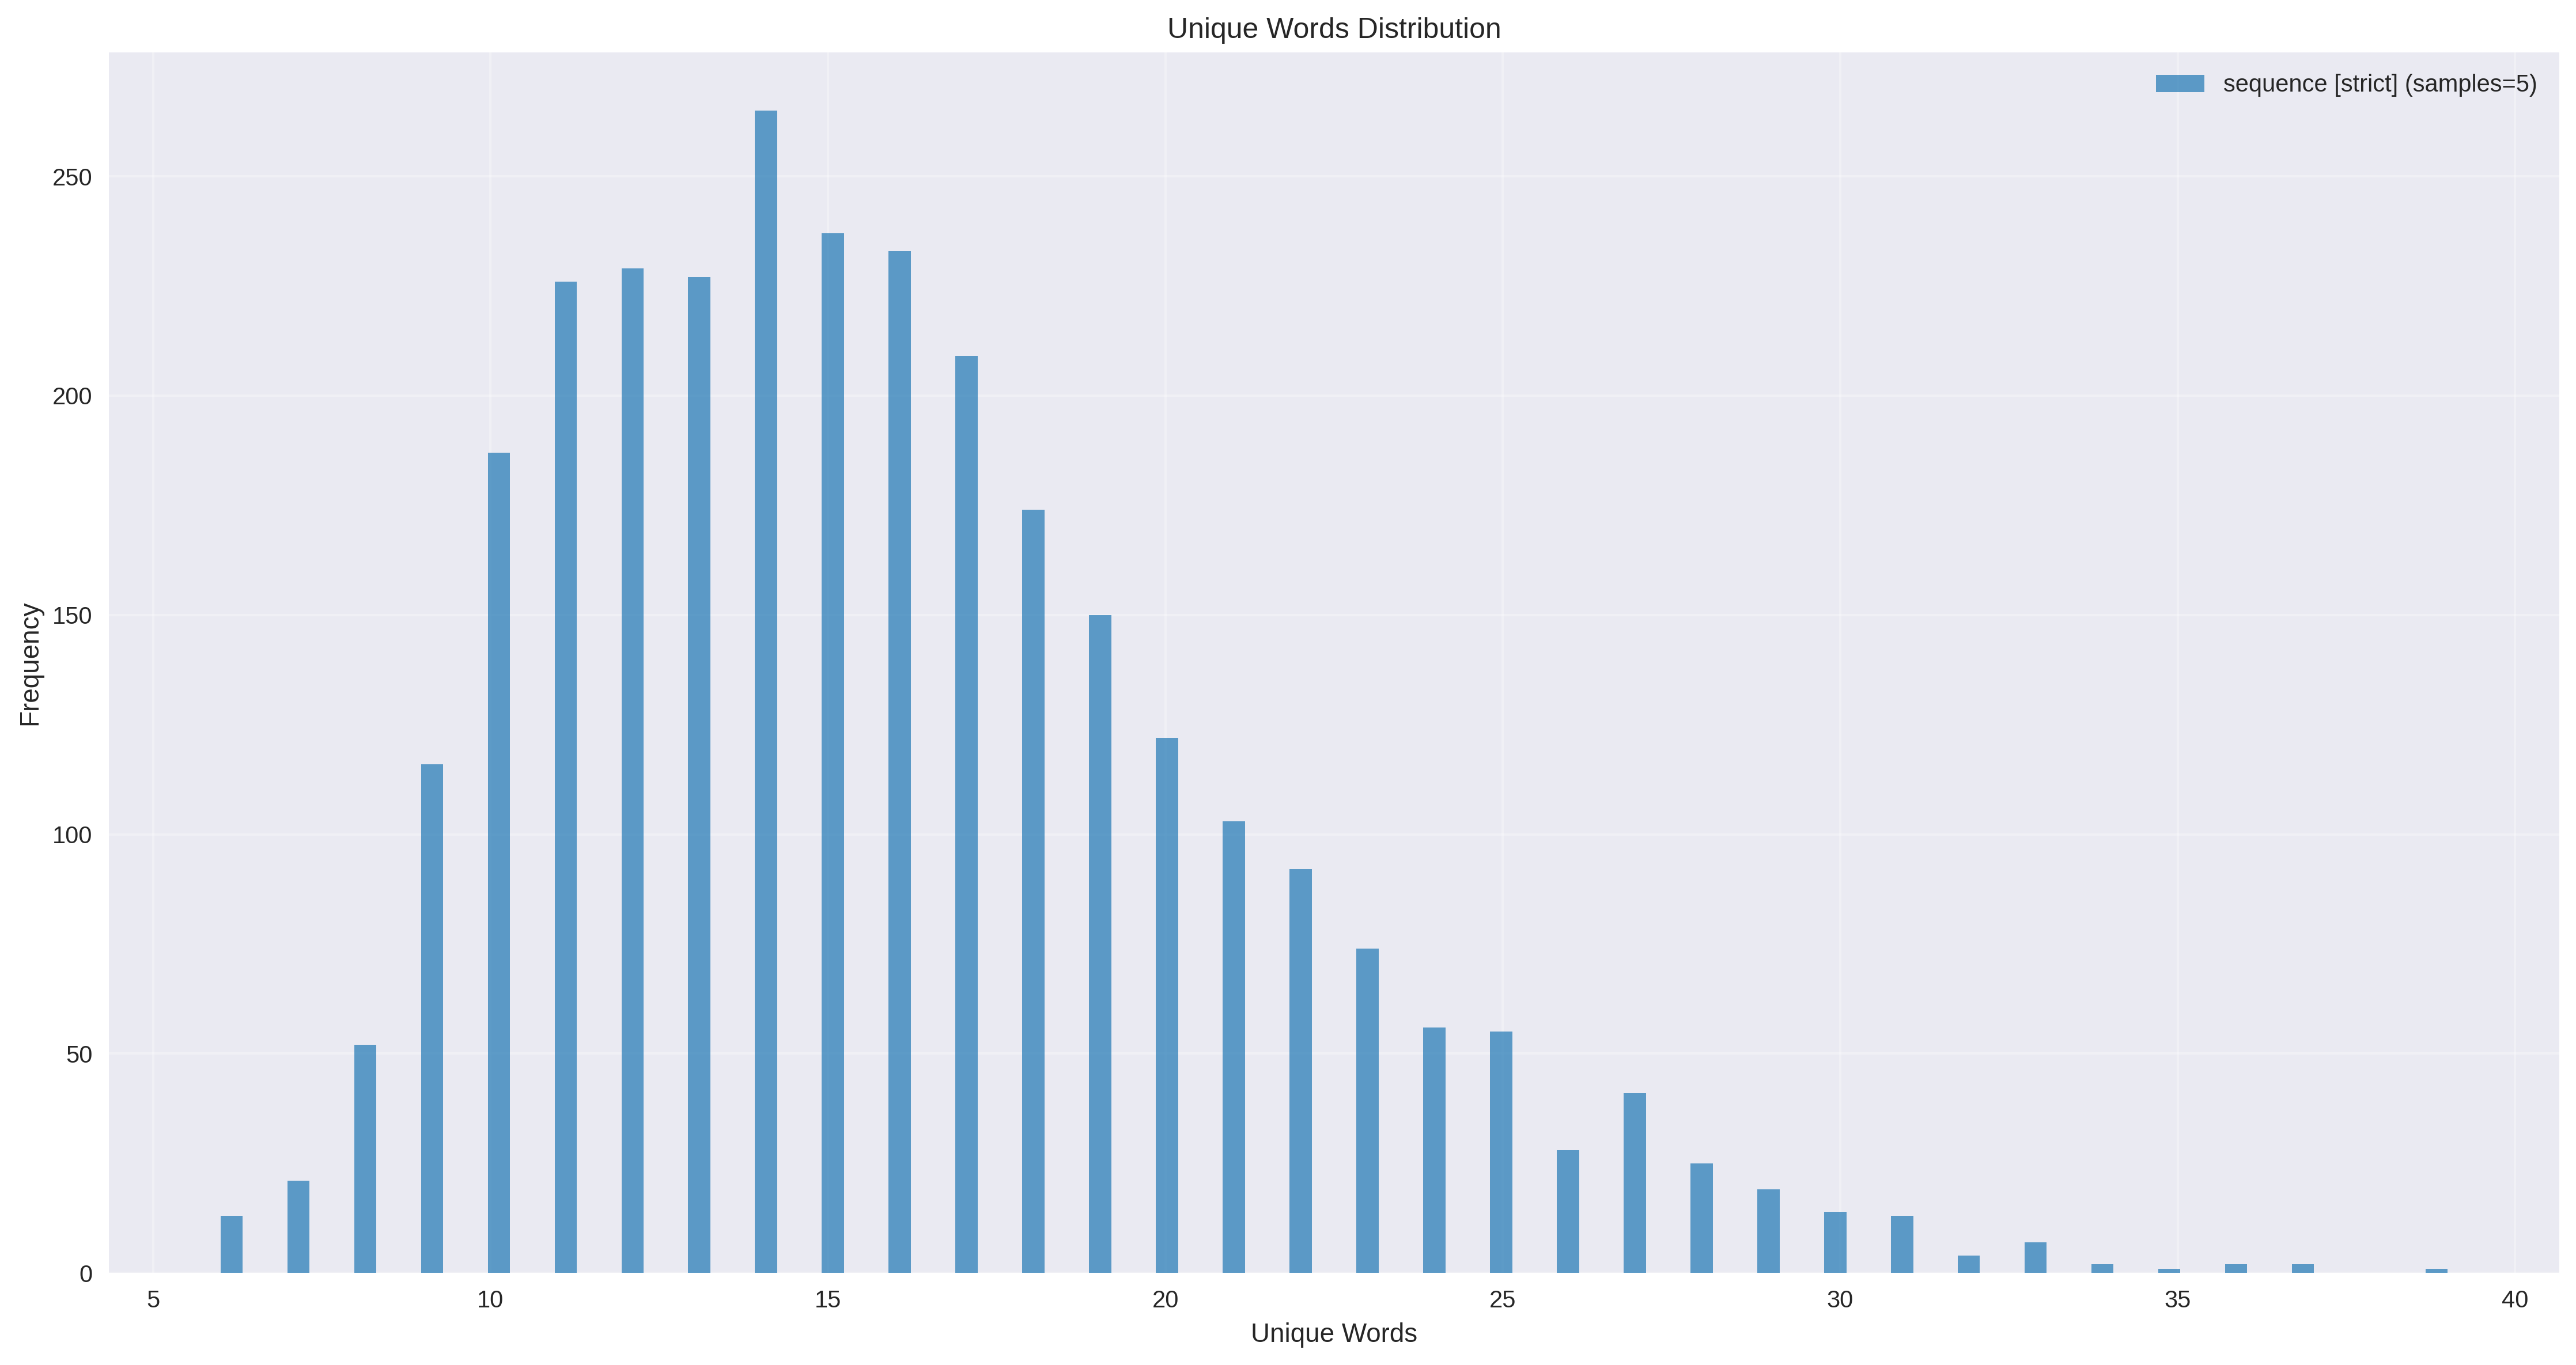 Unique Words Distribution
sequence [strict] (samples=5)
250
200
150
100
50
0
Frequency
5 10 15 20 25 30 35 40
Unique Words